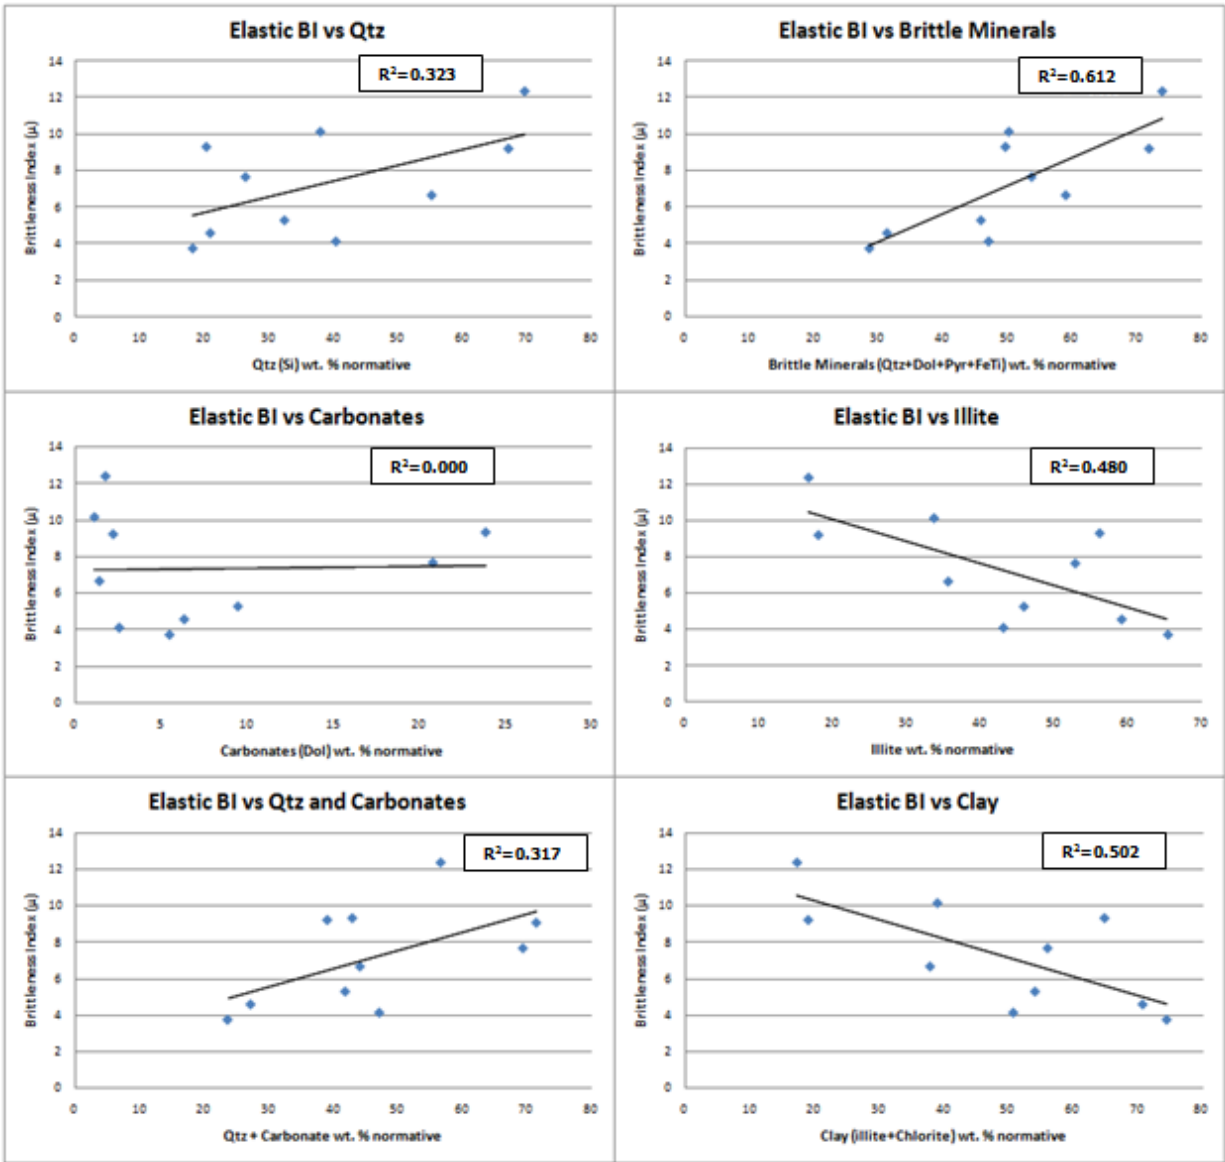 Elastic BI vs Qtz
R²=0.323
14
12
10
8
6
4
2
0
Brittleness Index (μ)
0 10 20 30 40 50 60 70 80
Qtz (Si) wt. % normative
Elastic BI vs Brittle Minerals
R²=0.612
14
12
10
8
6
4
2
0
Brittleness Index (μ)
0 10 20 30 40 50 60 70 80
Brittle Minerals (Qtz+Dol+Pyr+FeTi) wt. % normative
Elastic BI vs Carbonates
R²=0.000
14
12
10
8
6
4
2
0
Brittleness Index (μ)
0 5 10 15 20 25 30
Carbonates (Dol) wt. % normative
Elastic BI vs Illite
R²=0.480
14
12
10
8
6
4
2
0
Brittleness Index (μ)
0 10 20 30 40 50 60 70
Illite wt. % normative
Elastic BI vs Qtz and Carbonates
R²=0.317
14
12
10
8
6
4
2
0
Brittleness Index (μ)
0 10 20 30 40 50 60 70 80
Qtz + Carbonate wt. % normative
Elastic BI vs Clay
R²=0.502
14
12
10
8
6
4
2
0
Brittleness Index (μ)
0 10 20 30 40 50 60 70 80
Clay (illite+Chlorite) wt. % normative